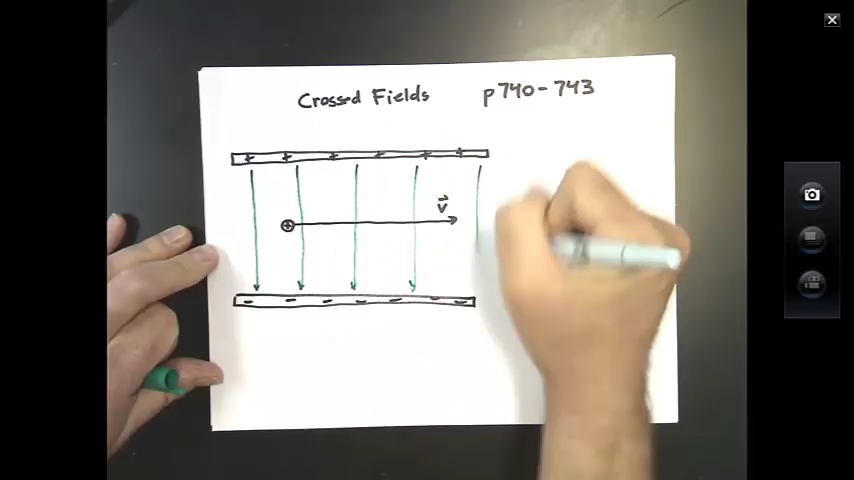 Crossed Fields p740-743
+ + + + + +
v⃗
+
- - - - - - -